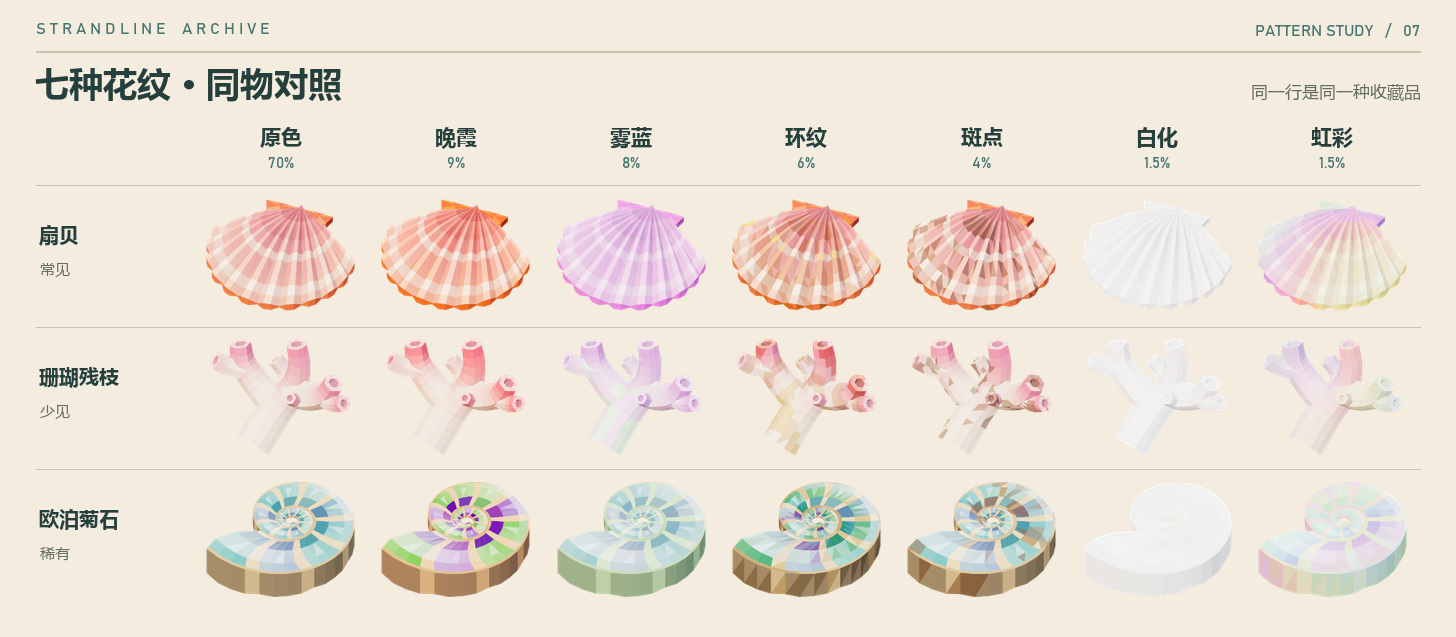 STRANDLINE ARCHIVE
PATTERN STUDY / 07
七种花纹・同物对照
同一行是同一种收藏品
原色 晚霞 雾蓝 环纹 斑点 白化 虹彩
70% 9% 8% 6% 4% 1.5% 1.5%
扇贝
常见
珊瑚残枝
少见
欧泊菊石
稀有